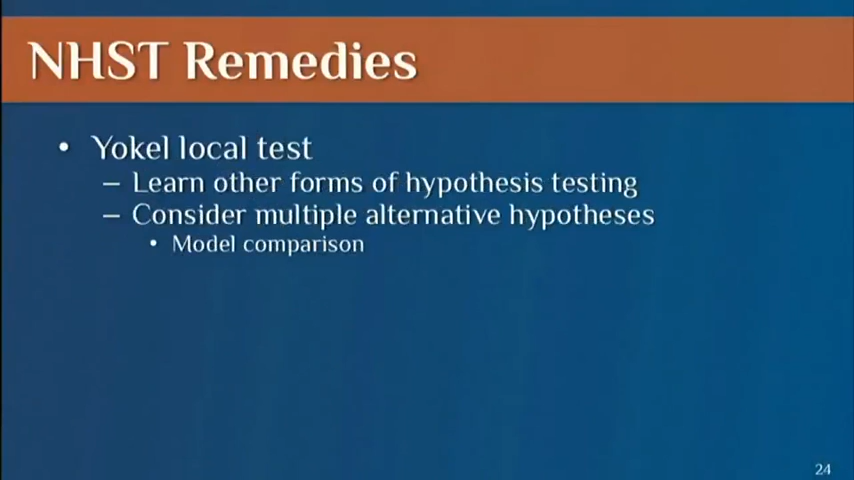 NHST Remedies
• Yokel local test
– Learn other forms of hypothesis testing
– Consider multiple alternative hypotheses
• Model comparison
24